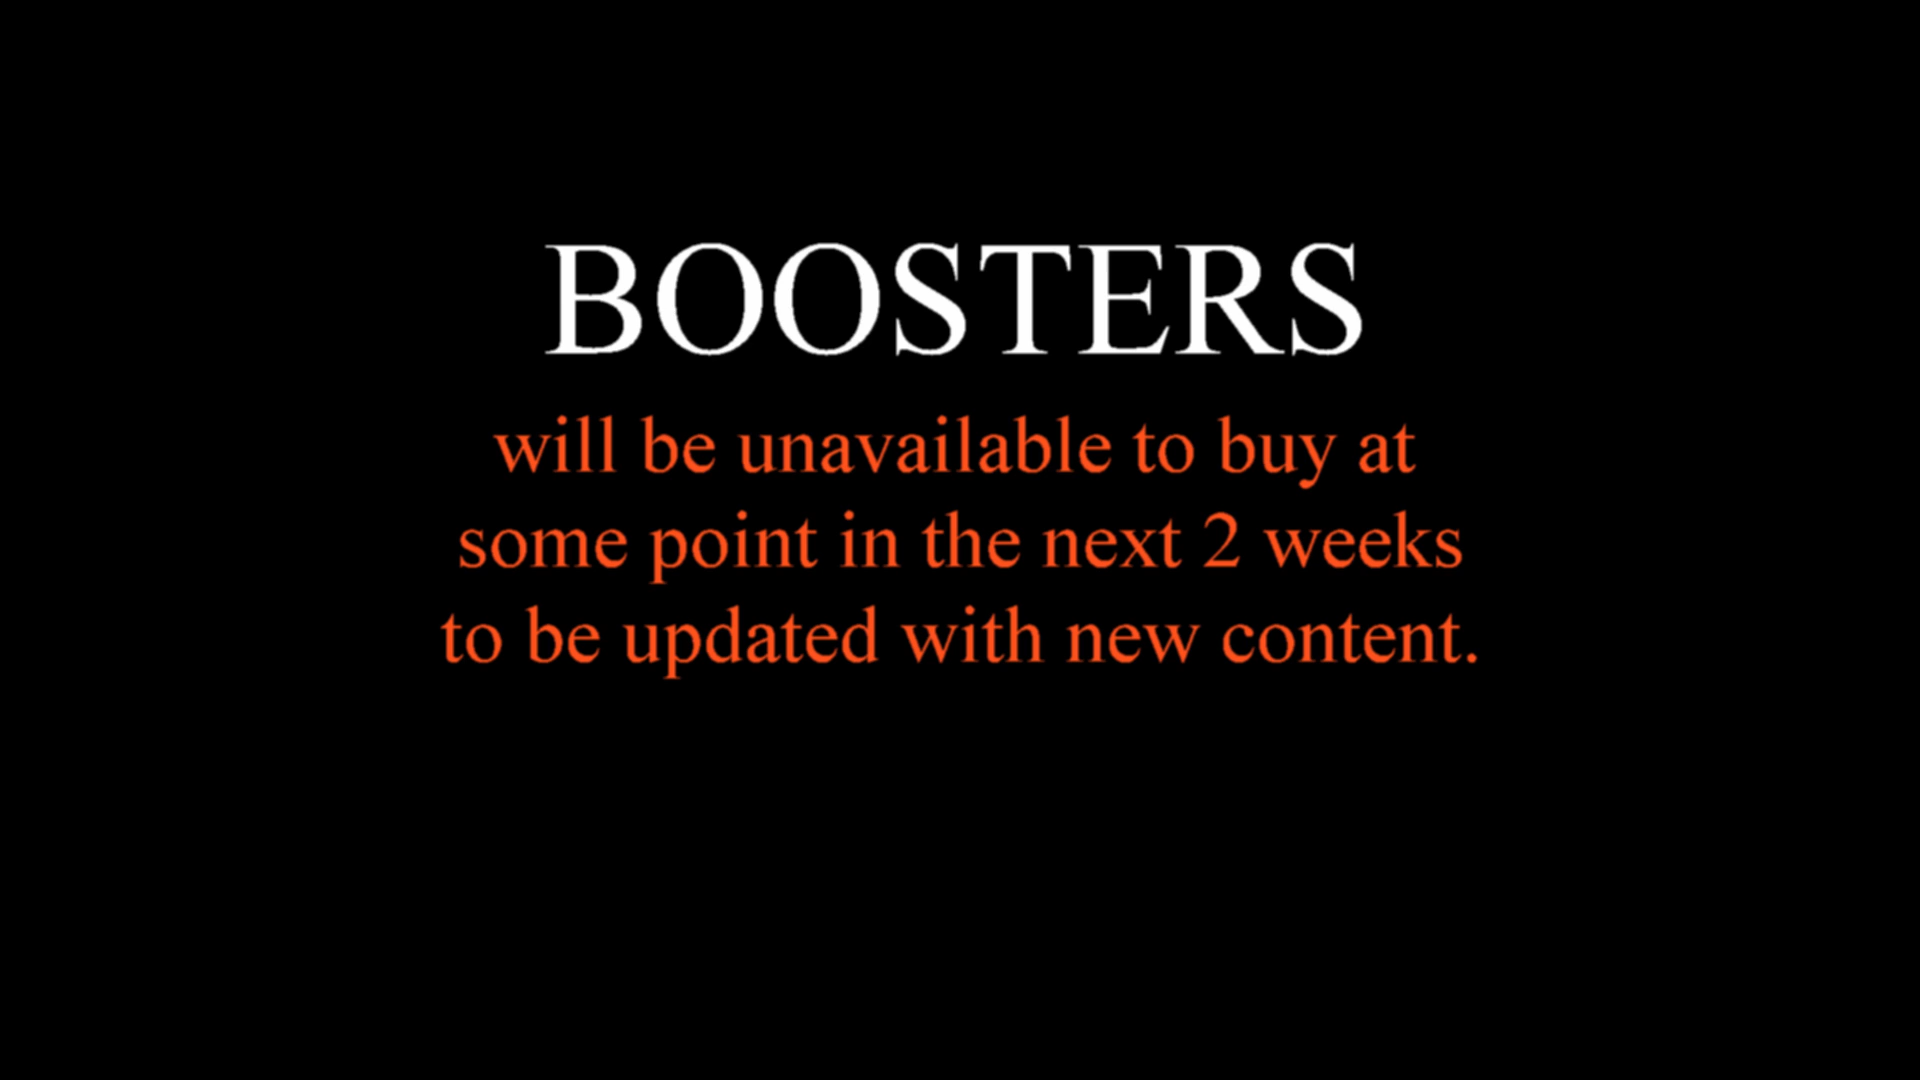 BOOSTERS
will be unavailable to buy at
some point in the next 2 weeks
to be updated with new content.